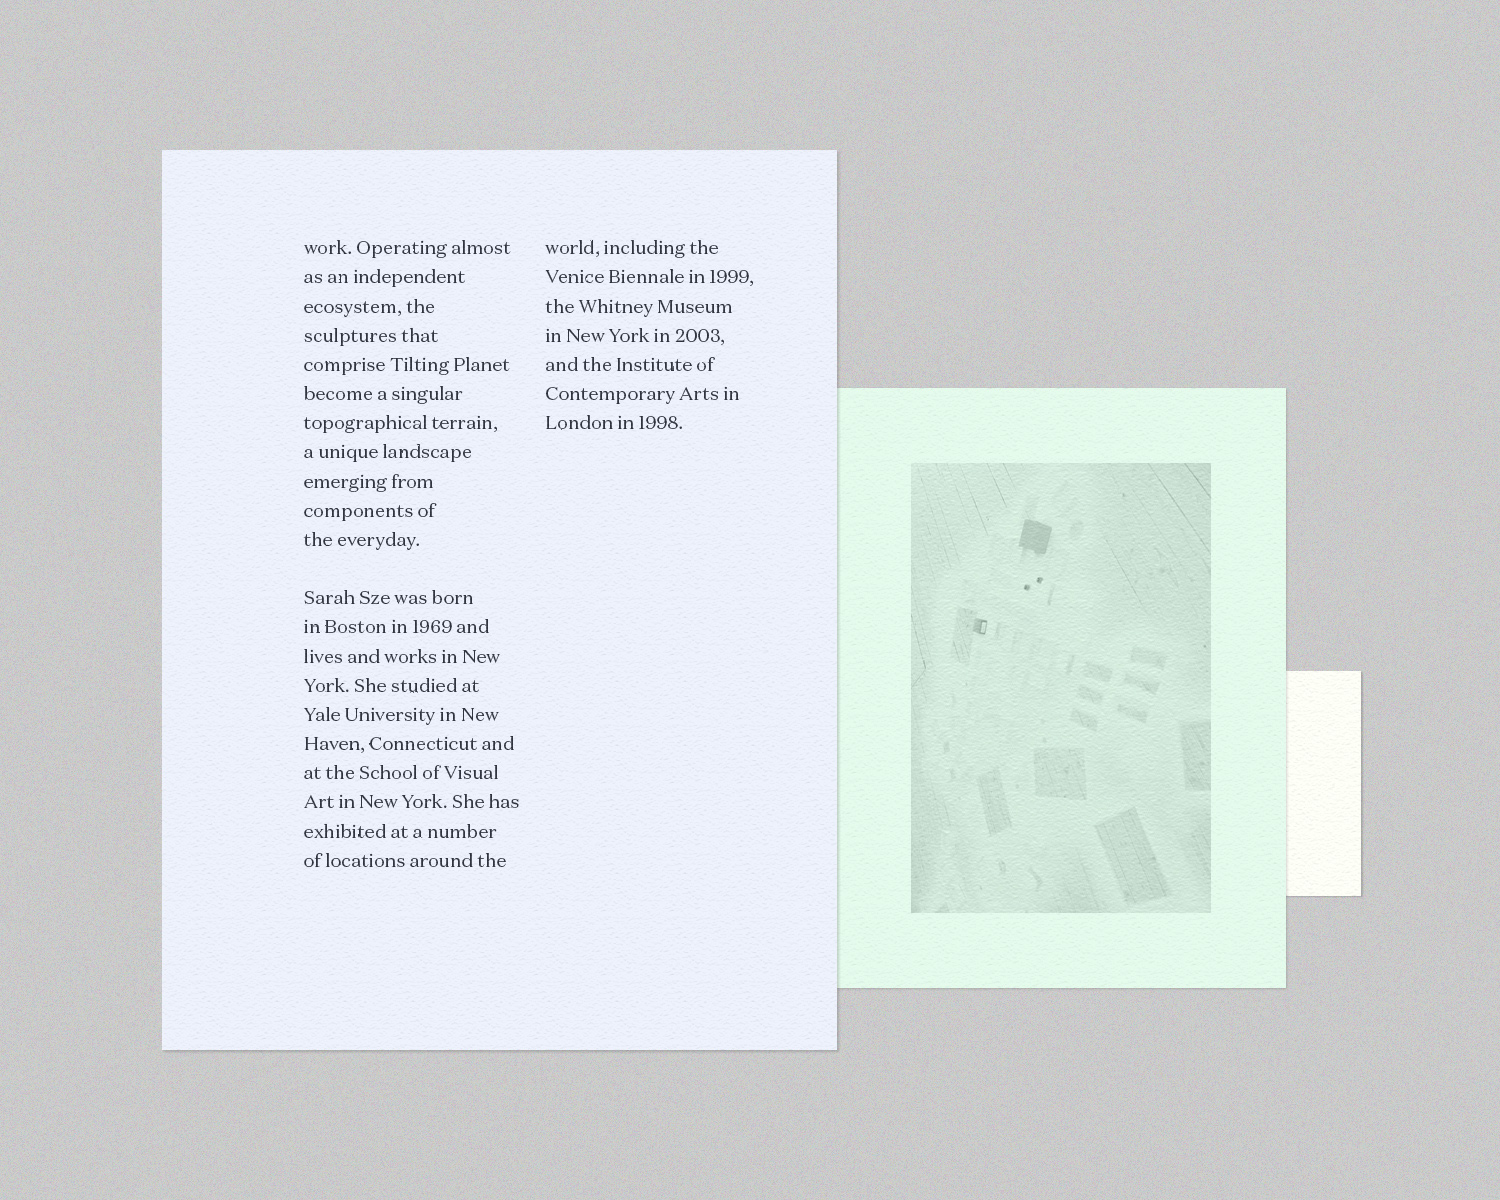 work. Operating almost
as an independent
ecosystem, the
sculptures that
comprise Tilting Planet
become a singular
topographical terrain,
a unique landscape
emerging from
components of
the everyday.

Sarah Sze was born
in Boston in 1969 and
lives and works in New
York. She studied at
Yale University in New
Haven, Connecticut and
at the School of Visual
Art in New York. She has
exhibited at a number
of locations around the
world, including the
Venice Biennale in 1999,
the Whitney Museum
in New York in 2003,
and the Institute of
Contemporary Arts in
London in 1998.